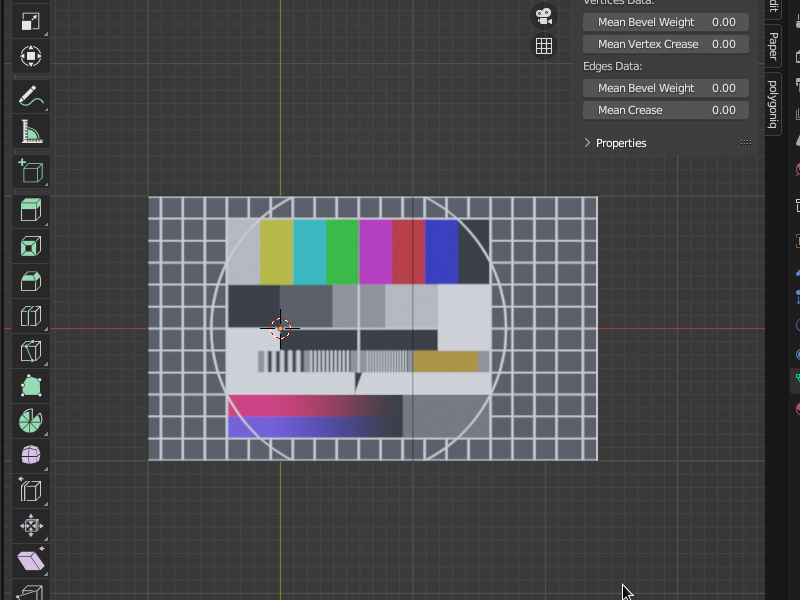 Vertices Data:
Mean Bevel Weight 0.00
Mean Vertex Crease 0.00
Edges Data:
Mean Bevel Weight 0.00
Mean Crease 0.00
Properties
Paper
polygoniq